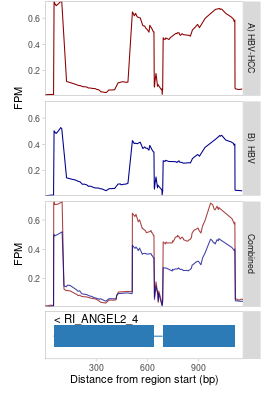 0.6
0.4
0.2
FPM
A) HBV-HCC
0.6
0.4
0.2
FPM
B) HBV
0.6
0.4
0.2
FPM
Combined
< RI_ANGEL2_4
300 600 900
Distance from region start (bp)